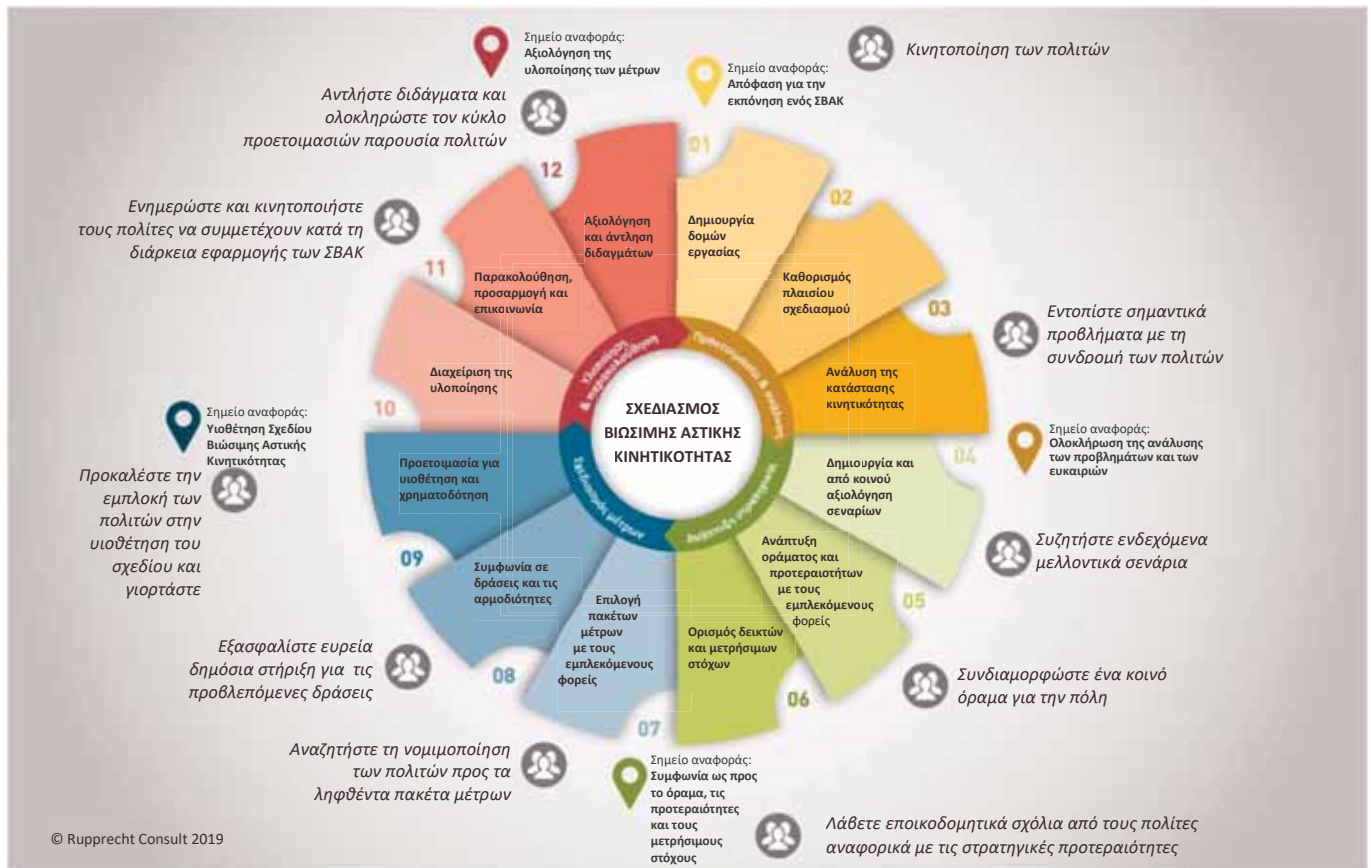 Σημείο αναφοράς:
Αξιολόγηση της
υλοποίησης των μέτρων
Σημείο αναφοράς:
Απόφαση για την
εκπόνηση ενός ΣΒΑΚ
Κινητοποίηση των πολιτών
Αντλήστε διδάγματα και
ολοκληρώστε τον κύκλο
προετοιμασιών παρουσία πολιτών
Ενημερώστε και κινητοποιήστε
τους πολίτες να συμμετέχουν κατά τη
διάρκεια εφαρμογής των ΣΒΑΚ
12
Αξιολόγηση
και άντληση
διδαγμάτων
01
Δημιουργία
δομών
εργασίας
02
Καθορισμός
πλαισίου
σχεδιασμού
11
Παρακολούθηση,
προσαρμογή και
επικοινωνία
03
Ανάλυση της
κατάστασης
κινητικότητας
Εντοπίστε σημαντικά
προβλήματα με τη
συνδρομή των πολιτών
10
Διαχείριση της
υλοποίησης
Υλοποίηση
& παρακολούθηση
Προετοιμασία & ανάλυση
ΣΧΕΔΙΑΣΜΟΣ
ΒΙΩΣΙΜΗΣ ΑΣΤΙΚΗΣ
ΚΙΝΗΤΙΚΟΤΗΤΑΣ
Σχεδιασμός μέτρων
Σημείο αναφοράς:
Υιοθέτηση Σχεδίου
Βιώσιμης Αστικής
Κινητικότητας
Προκαλέστε την
εμπλοκή των
πολιτών στην
υιοθέτηση του
σχεδίου και
γιορτάστε
Σημείο αναφοράς:
Ολοκλήρωση της ανάλυσης
των προβλημάτων και των
ευκαιριών
04
Δημιουργία και
από κοινού
αξιολόγηση
σεναρίων
Συζητήστε ενδεχόμενα
μελλοντικά σενάρια
09
Προετοιμασία για
υιοθέτηση και
χρηματοδότηση
05
Ανάπτυξη
οράματος και
προτεραιοτήτων
με τους
εμπλεκόμενους
φορείς
Συνδιαμορφώστε ένα κοινό
όραμα για την πόλη
08
Συμφωνία σε
δράσεις και τις
αρμοδιότητες
Εξασφαλίστε ευρεία
δημόσια στήριξη για τις
προβλεπόμενες δράσεις
07
Επιλογή
πακέτων
μέτρων
με τους
εμπλεκόμενους
φορείς
06
Ορισμός δεικτών
και μετρήσιμων
στόχων
Αναζητήστε τη νομιμοποίηση
των πολιτών προς τα
ληφθέντα πακέτα μέτρων
Σημείο αναφοράς:
Συμφωνία ως προς
το όραμα, τις
προτεραιότητες
και τους
μετρήσιμους
στόχους
Λάβετε εποικοδομητικά σχόλια από τους πολίτες
αναφορικά με τις στρατηγικές προτεραιότητες
© Rupprecht Consult 2019